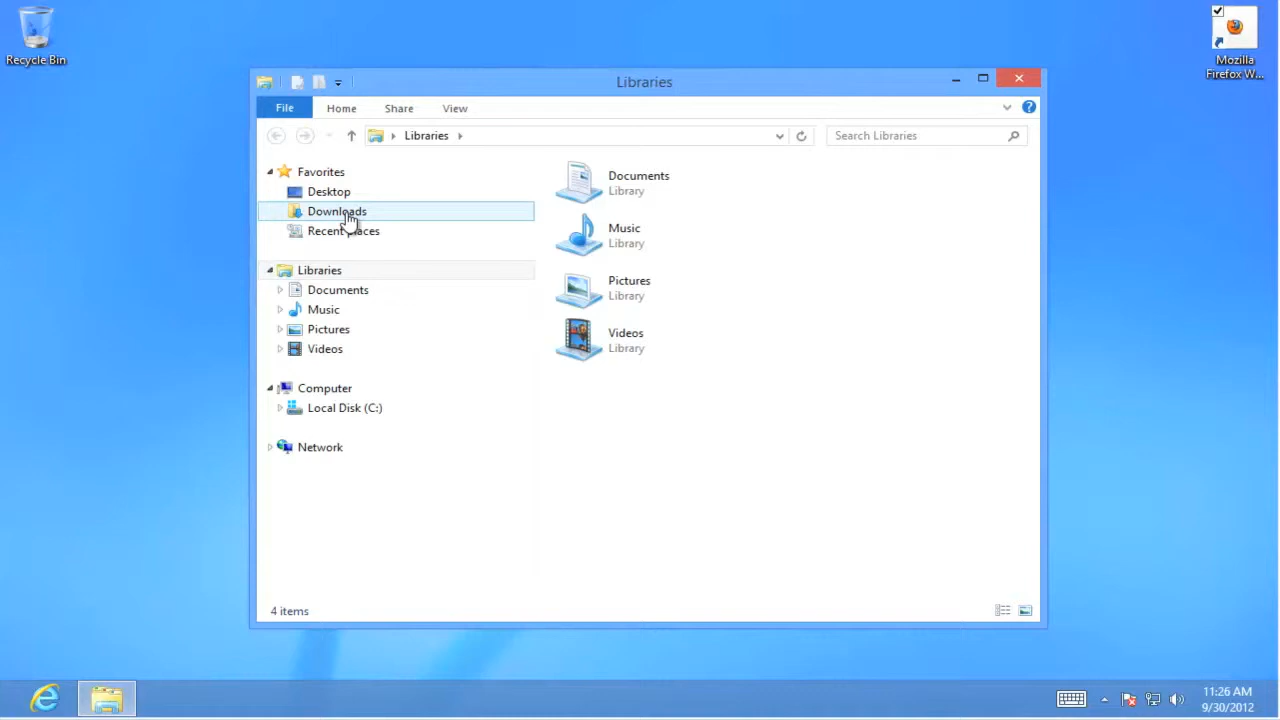 Recycle Bin
Mozilla
Firefox W...
Libraries
File
Home
Share
View
Libraries
Search Libraries
Favorites
Desktop
Downloads
Recent places
Libraries
Documents
Music
Pictures
Videos
Computer
Local Disk (C:)
Network
Documents
Library
Music
Library
Pictures
Library
Videos
Library
4 items
11:26 AM
9/30/2012